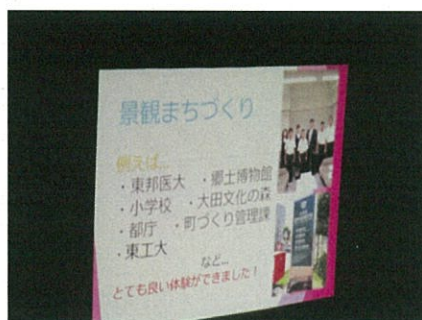 景観まちづくり
例えば...
・東邦医大 ・郷土博物館
・小学校 ・大田文化の森
・都庁 ・町づくり管理課
・東工大
など...
とても良い体験ができました!